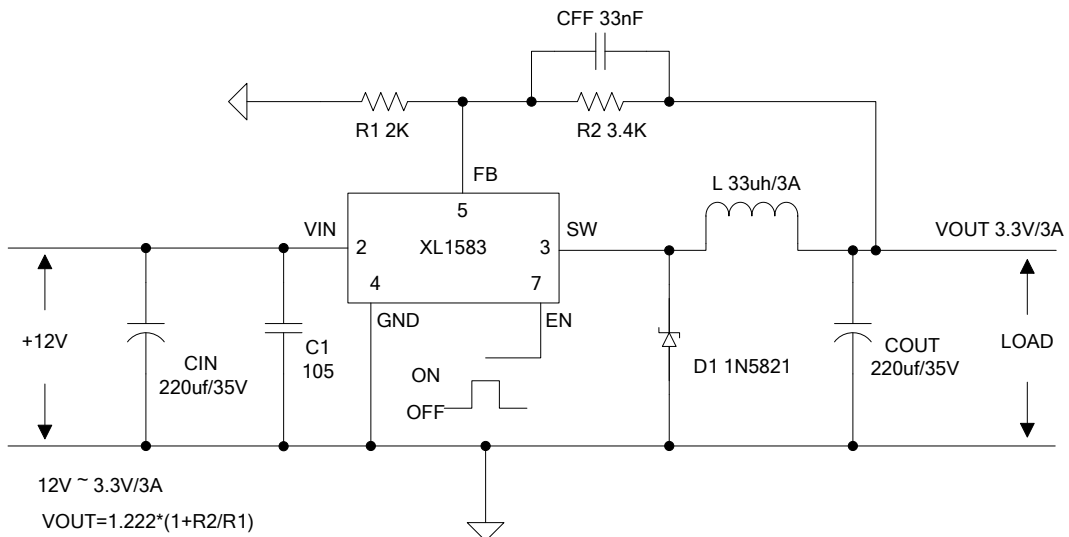 CFF 33nF
R1 2K
R2 3.4K
FB
L 33uh/3A
5
VIN
SW
VOUT 3.3V/3A
2
XL1583
3
4
7
GND
EN
+12V
CIN
220uf/35V
C1
105
ON
OFF
D1 1N5821
COUT
220uf/35V
LOAD
12V ~ 3.3V/3A
VOUT=1.222*(1+R2/R1)